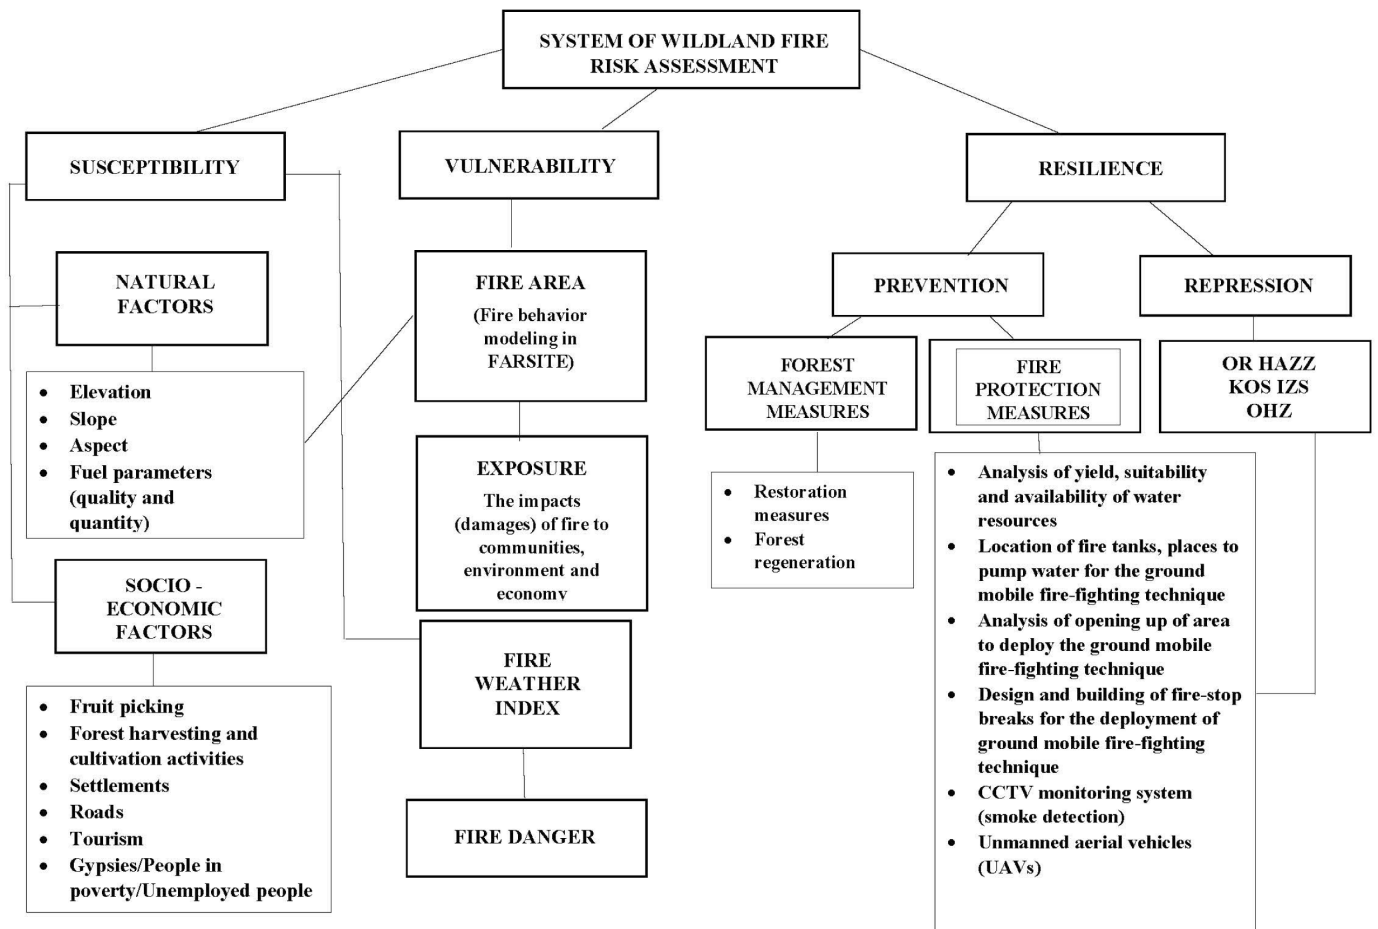 SYSTEM OF WILDLAND FIRE
RISK ASSESSMENT
SUSCEPTIBILITY
VULNERABILITY
RESILIENCE
NATURAL
FACTORS
• Elevation
• Slope
• Aspect
• Fuel parameters
(quality and
quantity)
SOCIO -
ECONOMIC
FACTORS
• Fruit picking
• Forest harvesting and
cultivation activities
• Settlements
• Roads
• Tourism
• Gypsies/People in
poverty/Unemployed people
FIRE AREA
(Fire behavior
modeling in
FARSITE)
EXPOSURE
The impacts
(damages) of fire to
communities,
environment and
economy
FIRE
WEATHER
INDEX
FIRE DANGER
PREVENTION
REPRESSION
FOREST
MANAGEMENT
MEASURES
• Restoration
measures
• Forest
regeneration
FIRE
PROTECTION
MEASURES
• Analysis of yield, suitability
and availability of water
resources
• Location of fire tanks, places to
pump water for the ground
mobile fire-fighting technique
• Analysis of opening up of area
to deploy the ground mobile
fire-fighting technique
• Design and building of fire-stop
breaks for the deployment of
ground mobile fire-fighting
technique
• CCTV monitoring system
(smoke detection)
• Unmanned aerial vehicles
(UAVs)
OR HAZZ
KOS IZS
OHZ